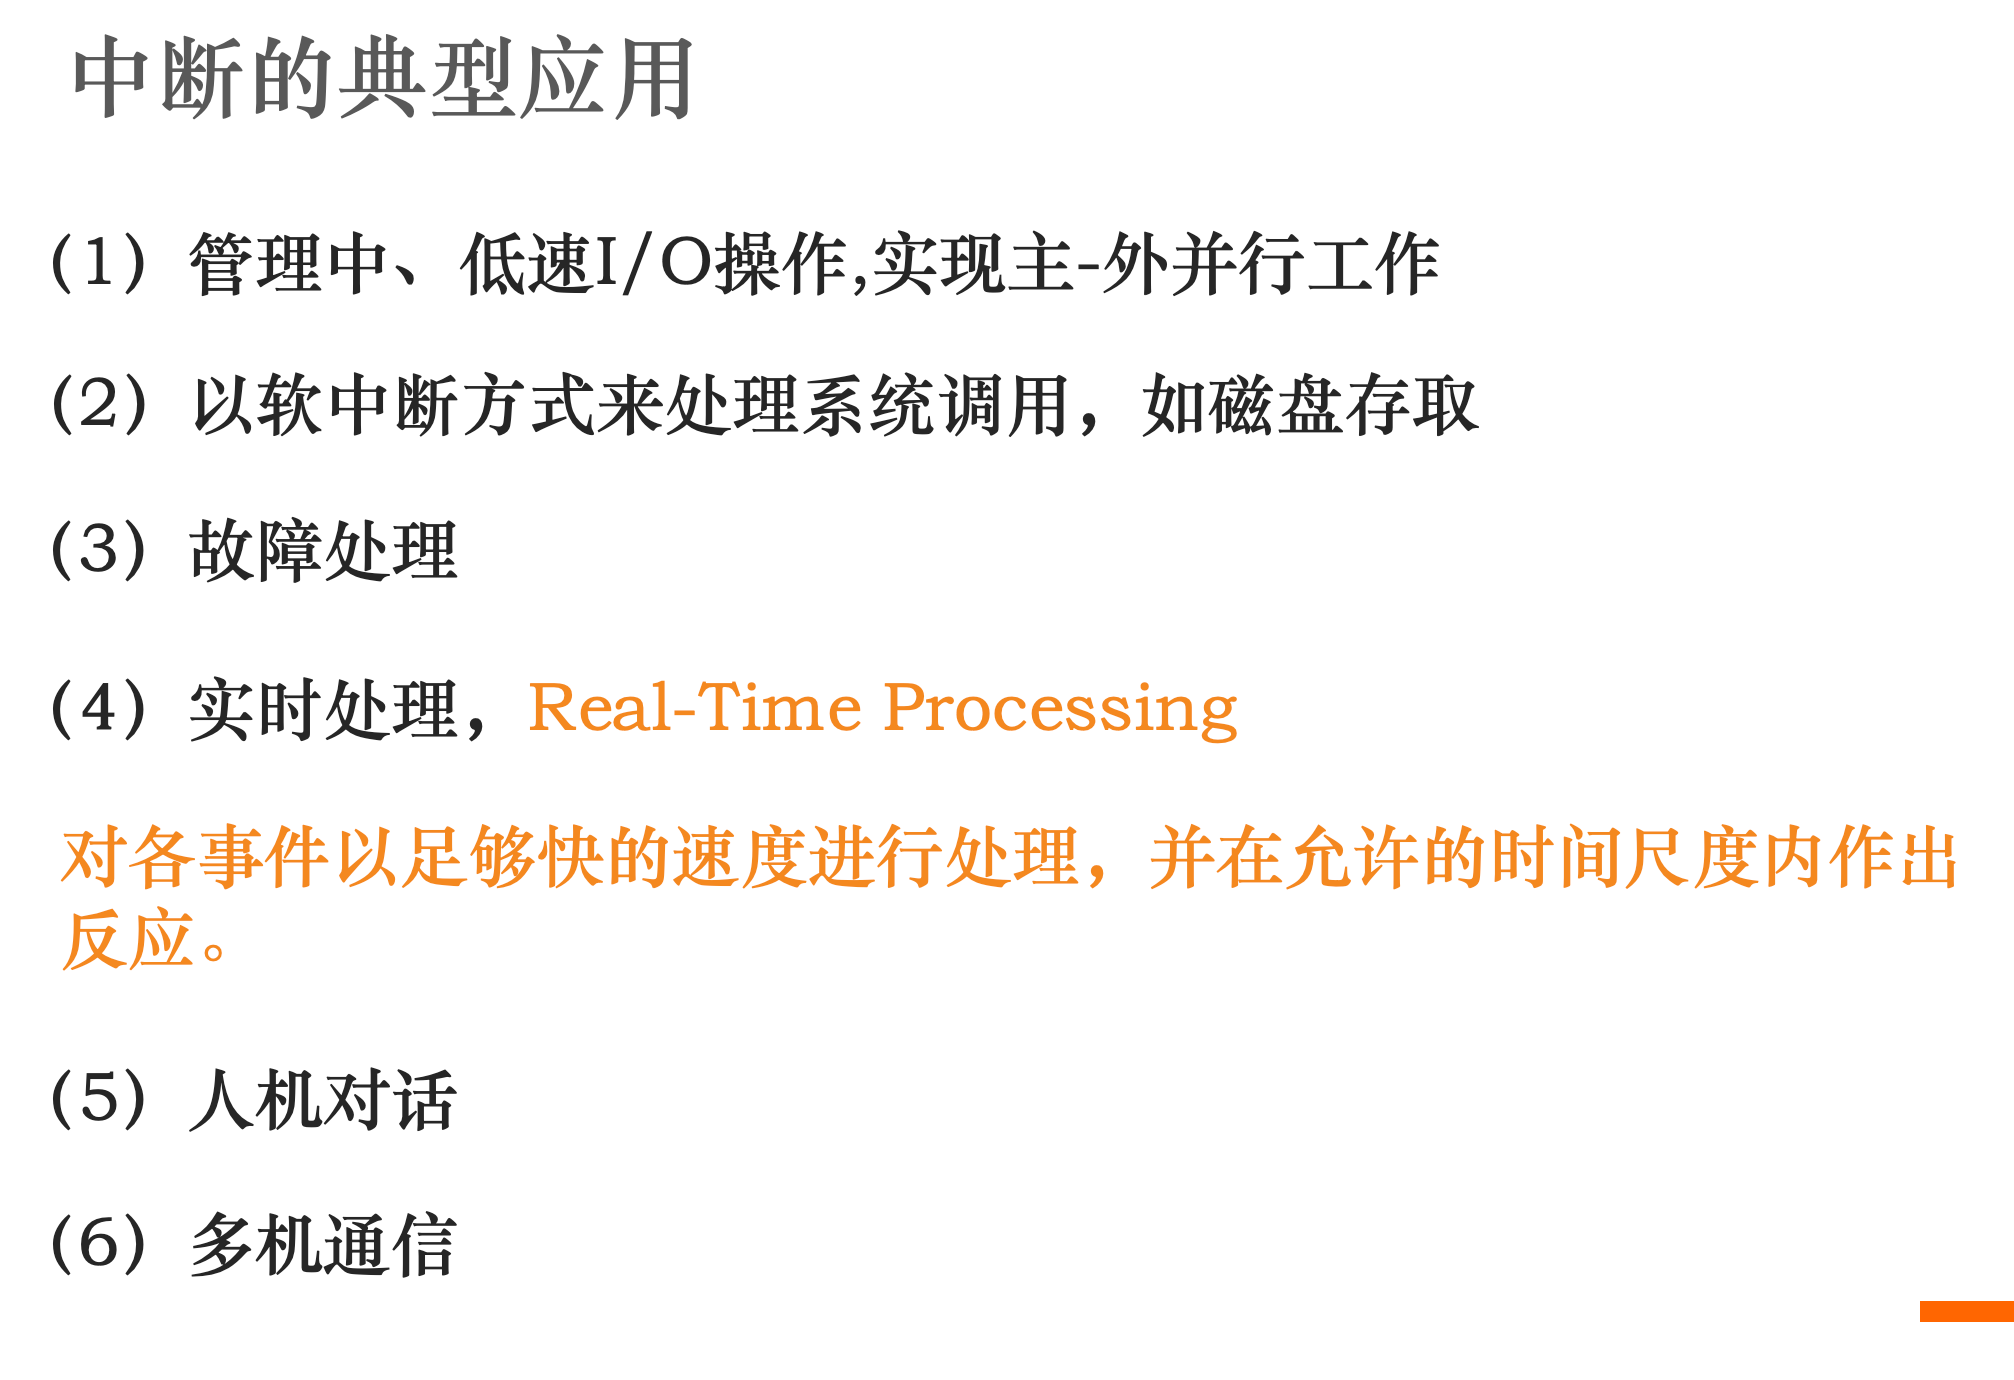 中断的典型应用
（1）管理中、低速I/O操作,实现主-外并行工作
（2）以软中断方式来处理系统调用，如磁盘存取
（3）故障处理
（4）实时处理，Real-Time Processing
对各事件以足够快的速度进行处理，并在允许的时间尺度内作出
反应。
（5）人机对话
（6）多机通信